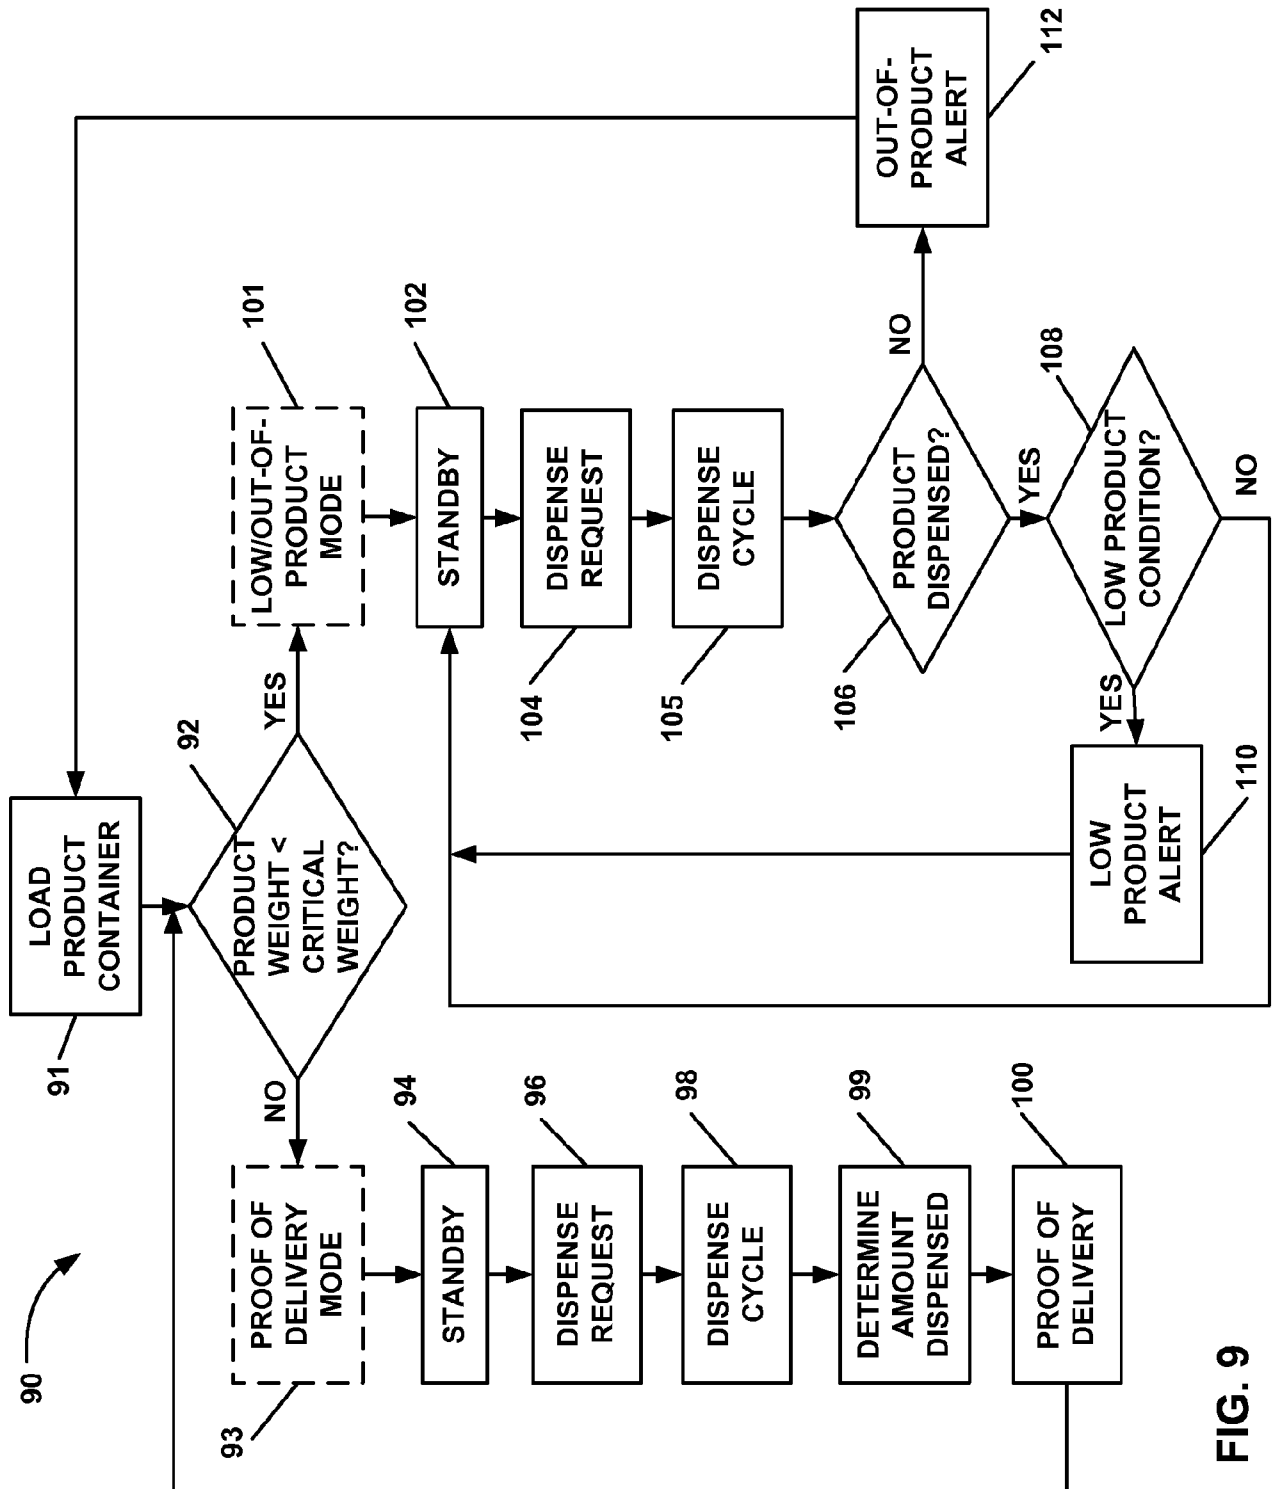 90
LOAD
PRODUCT
CONTAINER
91
PRODUCT
WEIGHT <
CRITICAL
WEIGHT?
92
NO
YES
PROOF OF
DELIVERY
MODE
93
STANDBY
94
DISPENSE
REQUEST
96
DISPENSE
CYCLE
98
DETERMINE
AMOUNT
DISPENSED
99
PROOF OF
DELIVERY
100
LOW/OUT-OF-
PRODUCT
MODE
101
STANDBY
102
DISPENSE
REQUEST
104
DISPENSE
CYCLE
105
PRODUCT
DISPENSED?
106
NO
YES
OUT-OF-
PRODUCT
ALERT
112
LOW PRODUCT
CONDITION?
108
YES
NO
LOW
PRODUCT
ALERT
110
FIG. 9